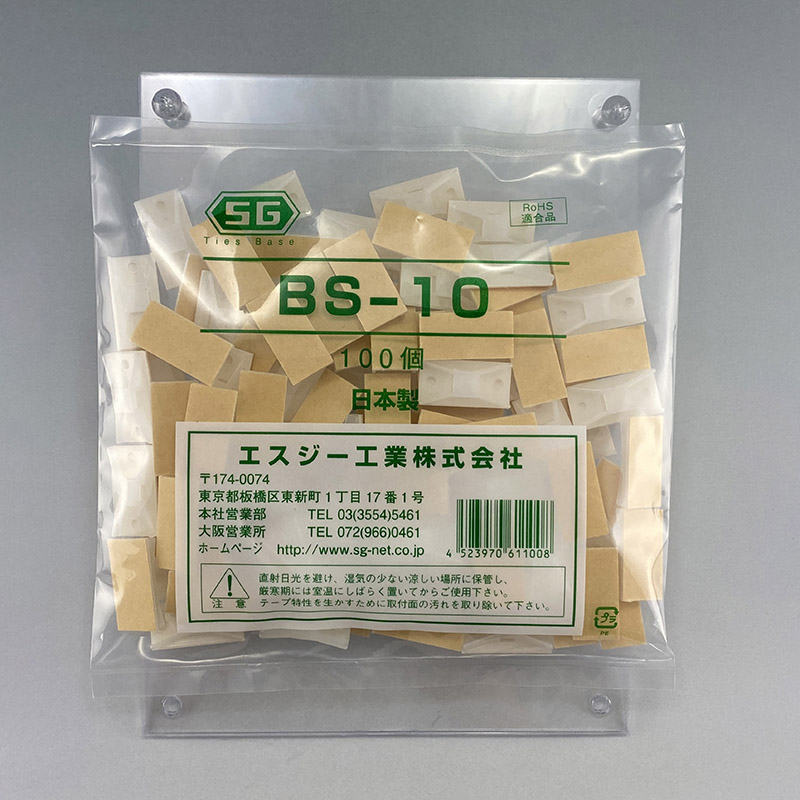 SG
Ties Base
RoHS
適合品
BS-10
100個
日本製
エスジー工業株式会社
〒174-0074
東京都板橋区東新町1丁目17番1号
本社営業部 TEL 03(3554)5461
大阪営業所 TEL 072(966)0461
ホームページ http://www.sg-net.co.jp
4 523970 611008
注意
直射日光を避け、湿気の少ない涼しい場所に保管し、
厳寒期には室温にしばらく置いてからご使用下さい。
テープ特性を生かすために取付面の汚れを取り除いて下さい。
プラ
PE